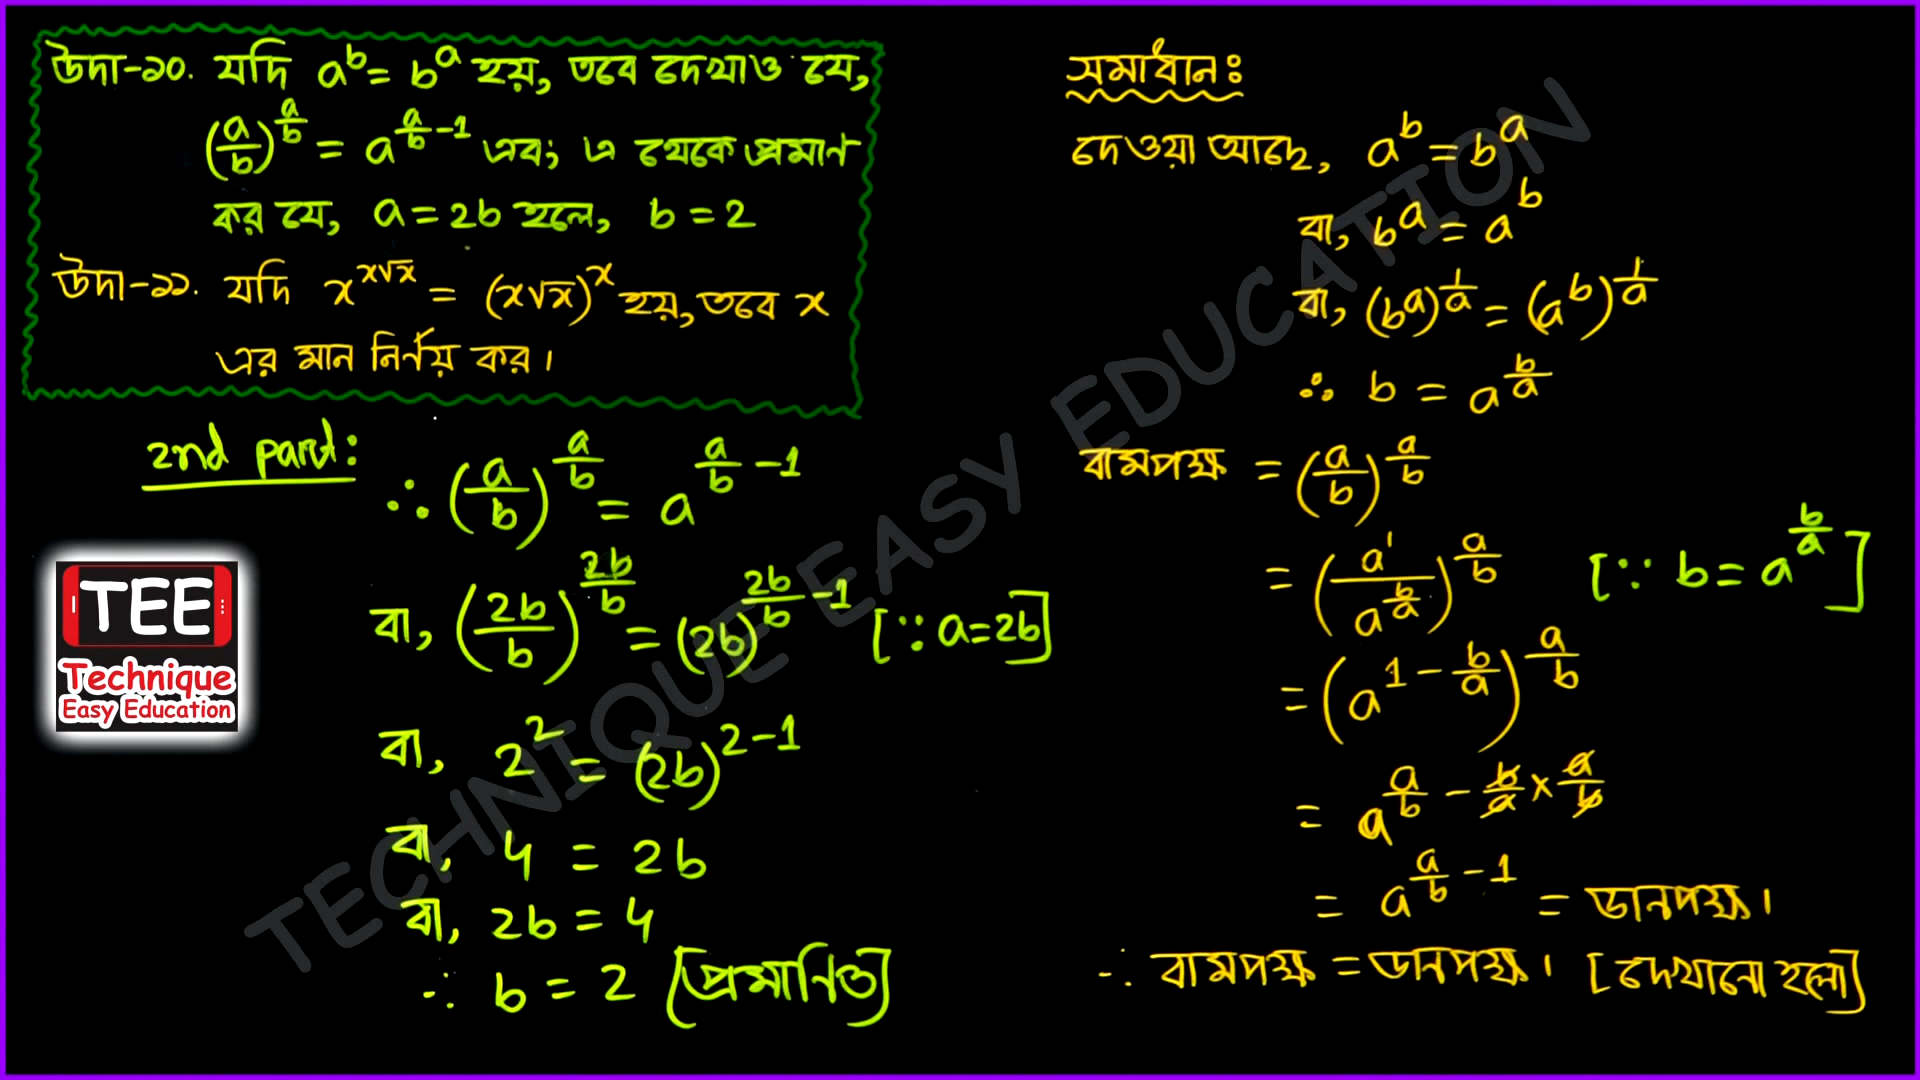 উদা-১০. যদি a^b = b^a হয়, তবে দেখাও যে,
(a/b)^(a/b) = a^(a/b -1) এবং এ থেকে প্রমাণ
কর যে, a = 2b হলে, b = 2
উদা-১১. যদি x^(x√x) = (x√x)^x হয়, তবে x
এর মান নির্ণয় কর।
2nd part:
∴ (a/b)^(a/b) = a^(a/b -1)
বা, (2b/b)^(2b/b) = (2b)^(2b/b -1) [∵ a=2b]
বা, 2^2 = (2b)^(2-1)
বা, 4 = 2b
বা, 2b = 4
∴ b = 2 [প্রমানিত]
TEE
Technique
Easy Education
সমাধান:
দেওয়া আছে, a^b = b^a
বা, b^a = a^b
বা, (b^a)^(1/a) = (a^b)^(1/a)
∴ b = a^(b/a)
বামপক্ষ = (a/b)^(a/b)
= (a^1/a^(b/a))^(a/b) [∵ b = a^(b/a)]
= (a^(1 - b/a))^(a/b)
= a^(a/b - b/a × a/b)
= a^(a/b -1) = ডানপক্ষ।
∴ বামপক্ষ = ডানপক্ষ। [দেখানো হলো]
TECHNIQUE EASY EDUCATION